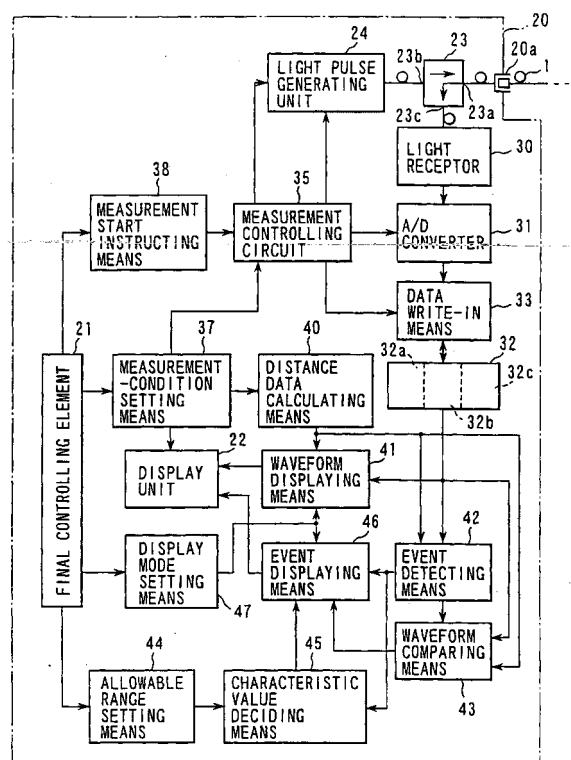 20
24
23
23b
20a
1
LIGHT PULSE
GENERATING
UNIT
23c
23a
30
LIGHT
RECEPTOR
38
35
MEASUREMENT
START
INSTRUCTING
MEANS
MEASUREMENT
CONTROLLING
CIRCUIT
31
A/D
CONVERTER
33
DATA
WRITE-IN
MEANS
21
37
40
32a
32
32c
32b
MEASUREMENT
-CONDITION
SETTING
MEANS
DISTANCE
DATA
CALCULATING
MEANS
22
41
DISPLAY
UNIT
WAVEFORM
DISPLAYING
MEANS
FINAL CONTROLLING ELEMENT
46
42
DISPLAY
MODE
SETTING
MEANS
47
EVENT
DISPLAYING
MEANS
EVENT
DETECTING
MEANS
WAVEFORM
COMPARING
MEANS
43
44
45
ALLOWABLE
RANGE
SETTING
MEANS
CHARACTERISTIC
VALUE
DECIDING
MEANS